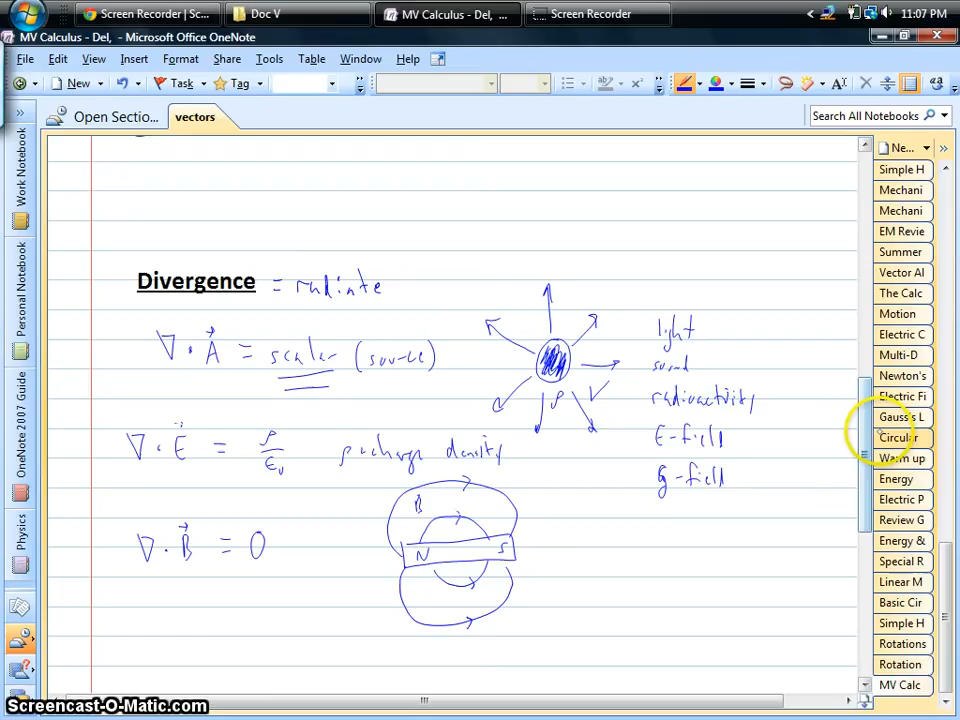 Screen Recorder | Sc...
Doc V
MV Calculus - Del, ...
Screen Recorder
11:07 PM
MV Calculus - Del, - Microsoft Office OneNote
File Edit View Insert Format Share Tools Table Window Help
New Task Tag
Open Sectio...
vectors
Search All Notebooks
Work Notebook
Personal Notebook
OneNote 2007 Guide
Physics
Ne...
Simple H
Mechani
Mechani
EM Revie
Summer
Vector Al
The Calc
Motion
Electric C
Multi-D
Newton's
Electric Fi
Gauss's L
Circular
Warm up
Energy
Electric P
Review G
Energy &
Special R
Linear M
Basic Cir
Simple H
Rotations
Rotation
MV Calc
Divergence = radiate
∇ · A⃗ = scalar (source)
light
sound
radioactivity
E-field
G-field
ρ
∇ · E⃗ = ρ/ε₀ ρ charge density
∇ · B⃗ = 0
B
N S
Screencast-O-Matic.com